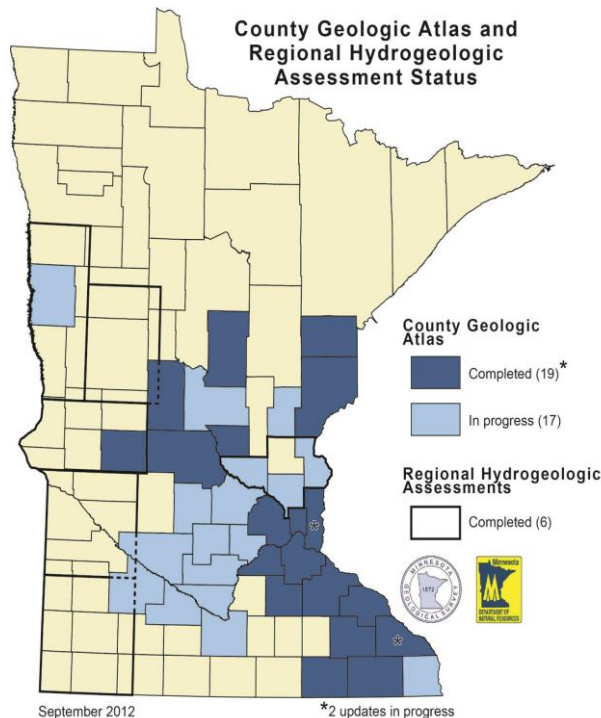 County Geologic Atlas and
Regional Hydrogeologic
Assessment Status
County Geologic
Atlas
Completed (19)*
In progress (17)
Regional Hydrogeologic
Assessments
Completed (6)
MINNESOTA
1872
GEOLOGICAL SURVEY
Minnesota
DEPARTMENT OF
NATURAL RESOURCES
*
*
September 2012
*2 updates in progress